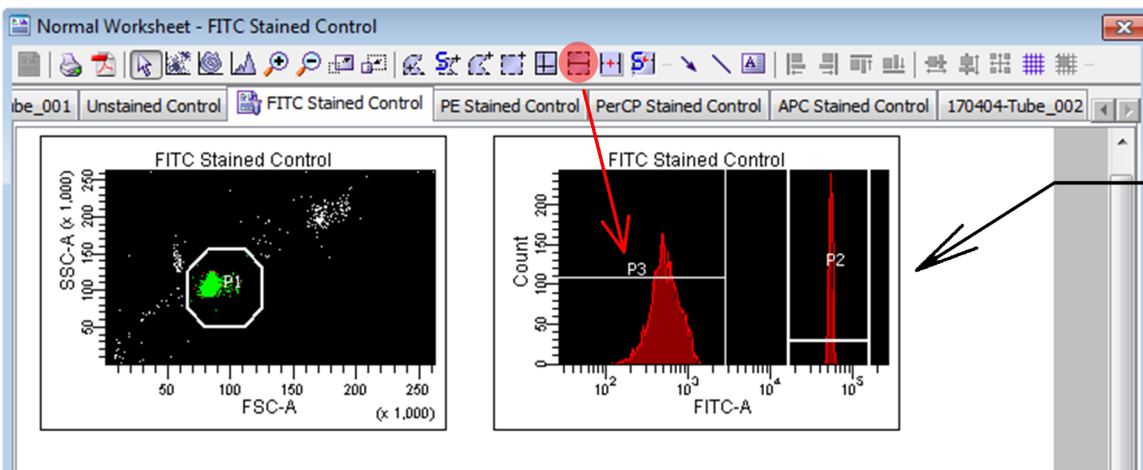 Normal Worksheet - FITC Stained Control
ube_001 Unstained Control FITC Stained Control PE Stained Control PerCP Stained Control APC Stained Control 170404-Tube_002
FITC Stained Control
SSC-A (x 1,000)
250
200
150
100
50
P1
50 100 150 200 250
FSC-A
(x 1,000)
FITC Stained Control
Count
200
150
100
50
0
P3
P2
10² 10³ 10⁴ 10⁵
FITC-A